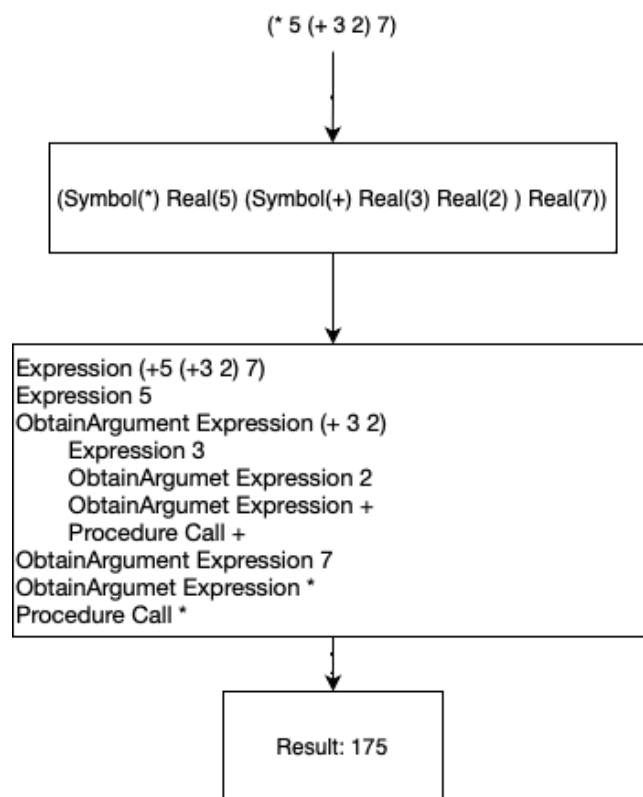 (* 5 (+ 3 2) 7)
(Symbol(*) Real(5) (Symbol(+) Real(3) Real(2) ) Real(7))
Expression (+5 (+3 2) 7)
Expression 5
ObtainArgument Expression (+ 3 2)
Expression 3
ObtainArgumet Expression 2
ObtainArgumet Expression +
Procedure Call +
ObtainArgument Expression 7
ObtainArgumet Expression *
Procedure Call *
Result: 175